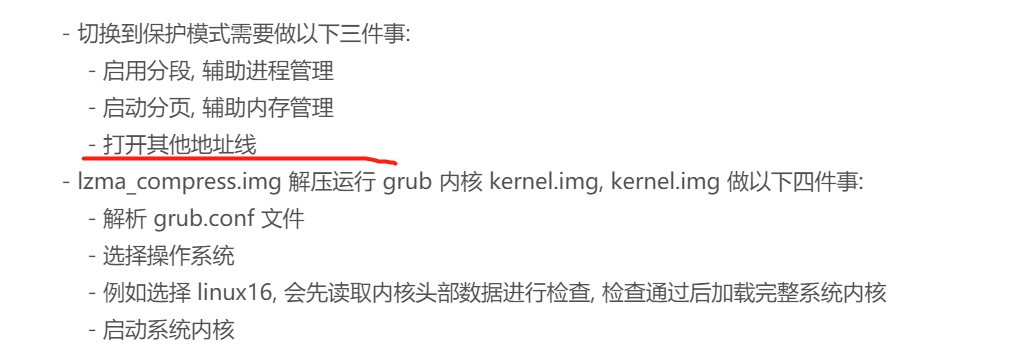 - 切换到保护模式需要做以下三件事:
- 启用分段, 辅助进程管理
- 启动分页, 辅助内存管理
- 打开其他地址线
- lzma_compress.img 解压运行 grub 内核 kernel.img, kernel.img 做以下四件事:
- 解析 grub.conf 文件
- 选择操作系统
- 例如选择 linux16, 会先读取内核头部数据进行检查, 检查通过后加载完整系统内核
- 启动系统内核